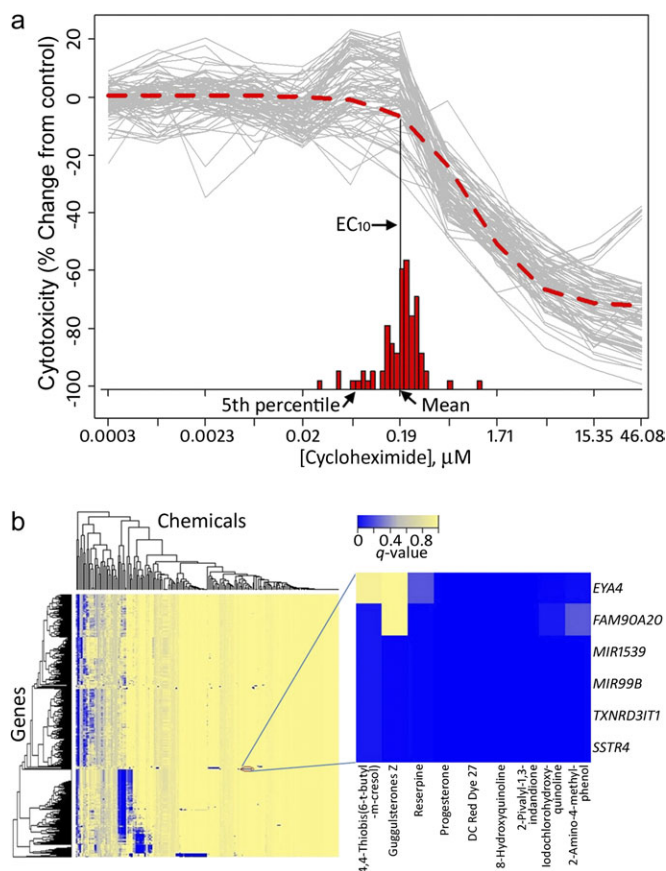 a
20
0
-20
-40
-60
-80
-100
Cytotoxicity (% Change from control)
EC10
5th percentile
Mean
0.0003
0.0023
0.02
0.19
1.71
15.35
46.08
[Cycloheximide], μM
b
Chemicals
Genes
0 0.4 0.8
q-value
EYA4
FAM90A20
MIR1539
MIR99B
TXNRD3IT1
SSTR4
4,4-Thiobis(6-t-butyl
-m-cresol)
Guggulsterones Z
Reserpine
Progesterone
DC Red Dye 27
8-Hydroxyquinoline
2-Pivalyl-1,3-
indandione
Iodochlorohydroxy-
quinoline
2-Amino-4-methyl-
phenol